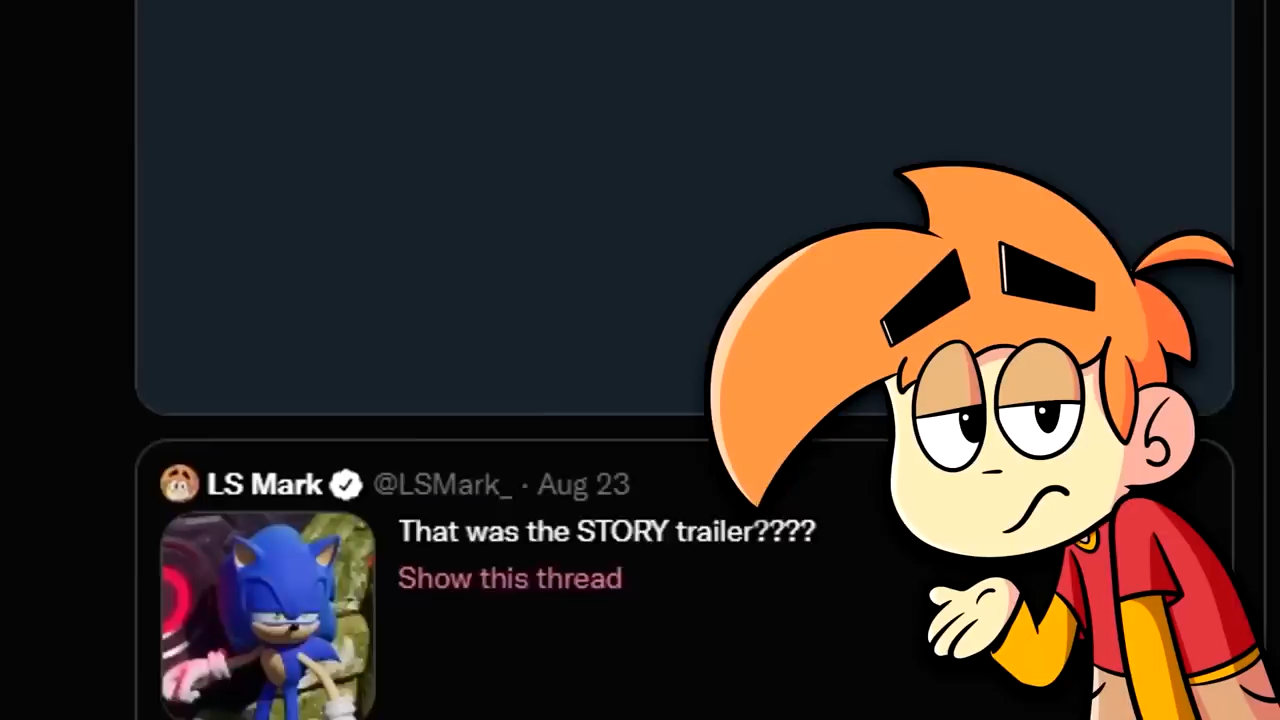 LS Mark @LSMark_ · Aug 23
That was the STORY trailer????
Show this thread